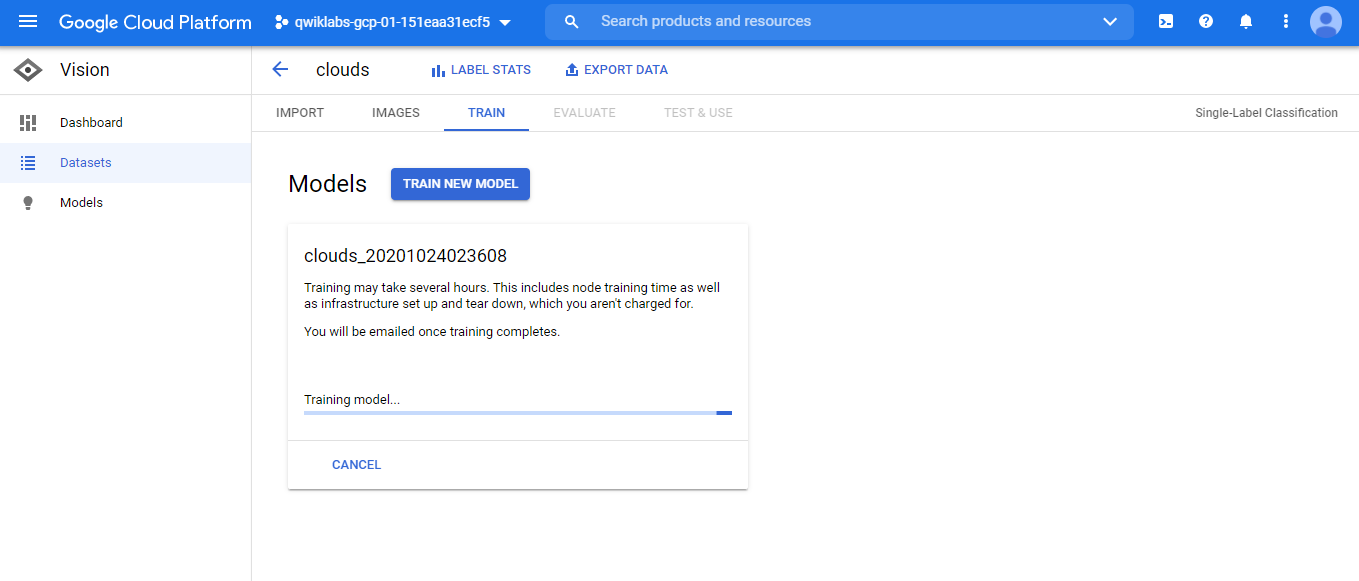 Google Cloud Platform
qwiklabs-gcp-01-151eaa31ecf5
Search products and resources
Vision
clouds
LABEL STATS
EXPORT DATA
IMPORT
IMAGES
TRAIN
EVALUATE
TEST & USE
Single-Label Classification
Dashboard
Datasets
Models
Models
TRAIN NEW MODEL
clouds_20201024023608
Training may take several hours. This includes node training time as well
as infrastructure set up and tear down, which you aren't charged for.
You will be emailed once training completes.
Training model...
CANCEL